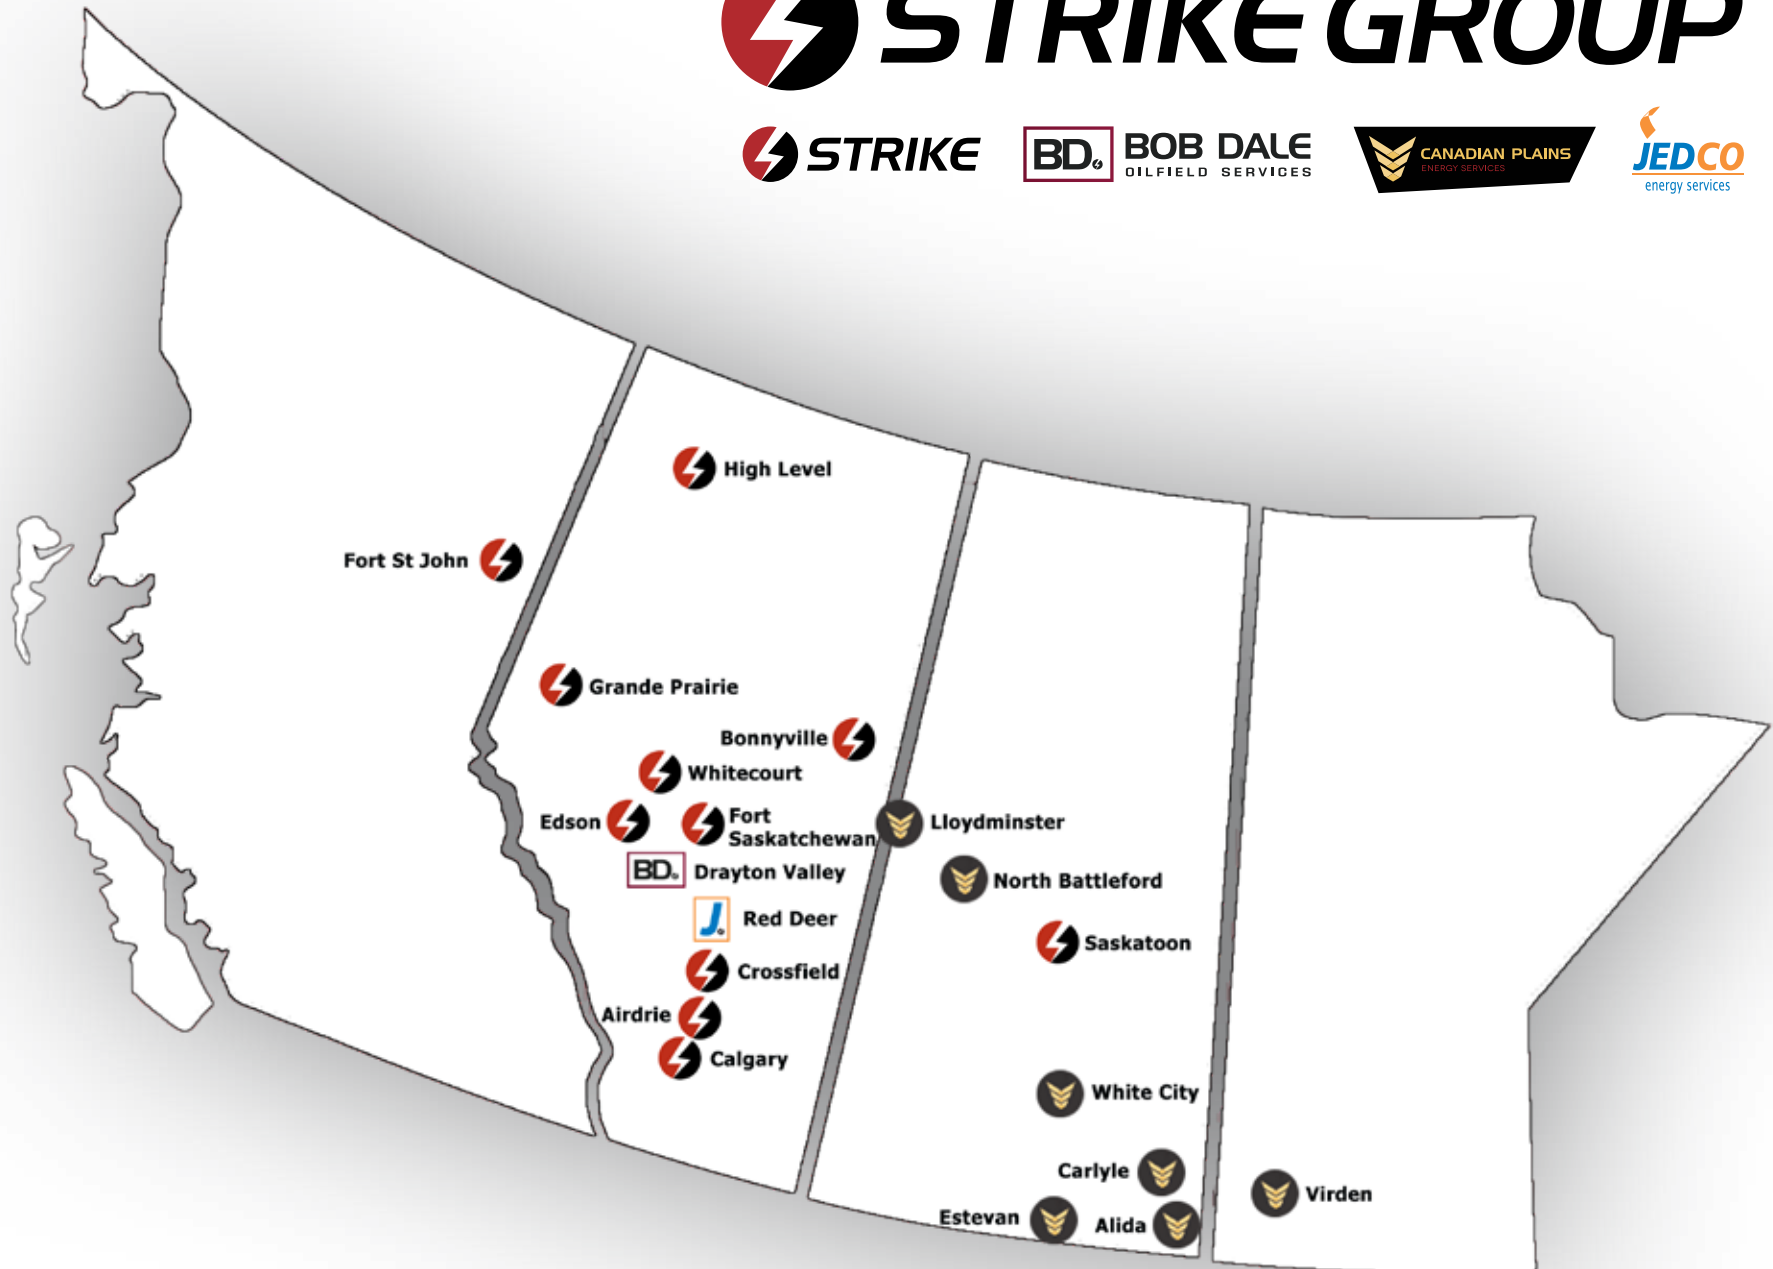 STRIKE GROUP
STRIKE
BD. BOB DALE
OILFIELD SERVICES
CANADIAN PLAINS
ENERGY SERVICES
JEDCO
energy services
High Level
Fort St John
Grande Prairie
Bonnyville
Whitecourt
Edson
Fort
Saskatchewan
Lloydminster
BD. Drayton Valley
North Battleford
J. Red Deer
Saskatoon
Crossfield
Airdrie
Calgary
White City
Carlyle
Virden
Estevan
Alida